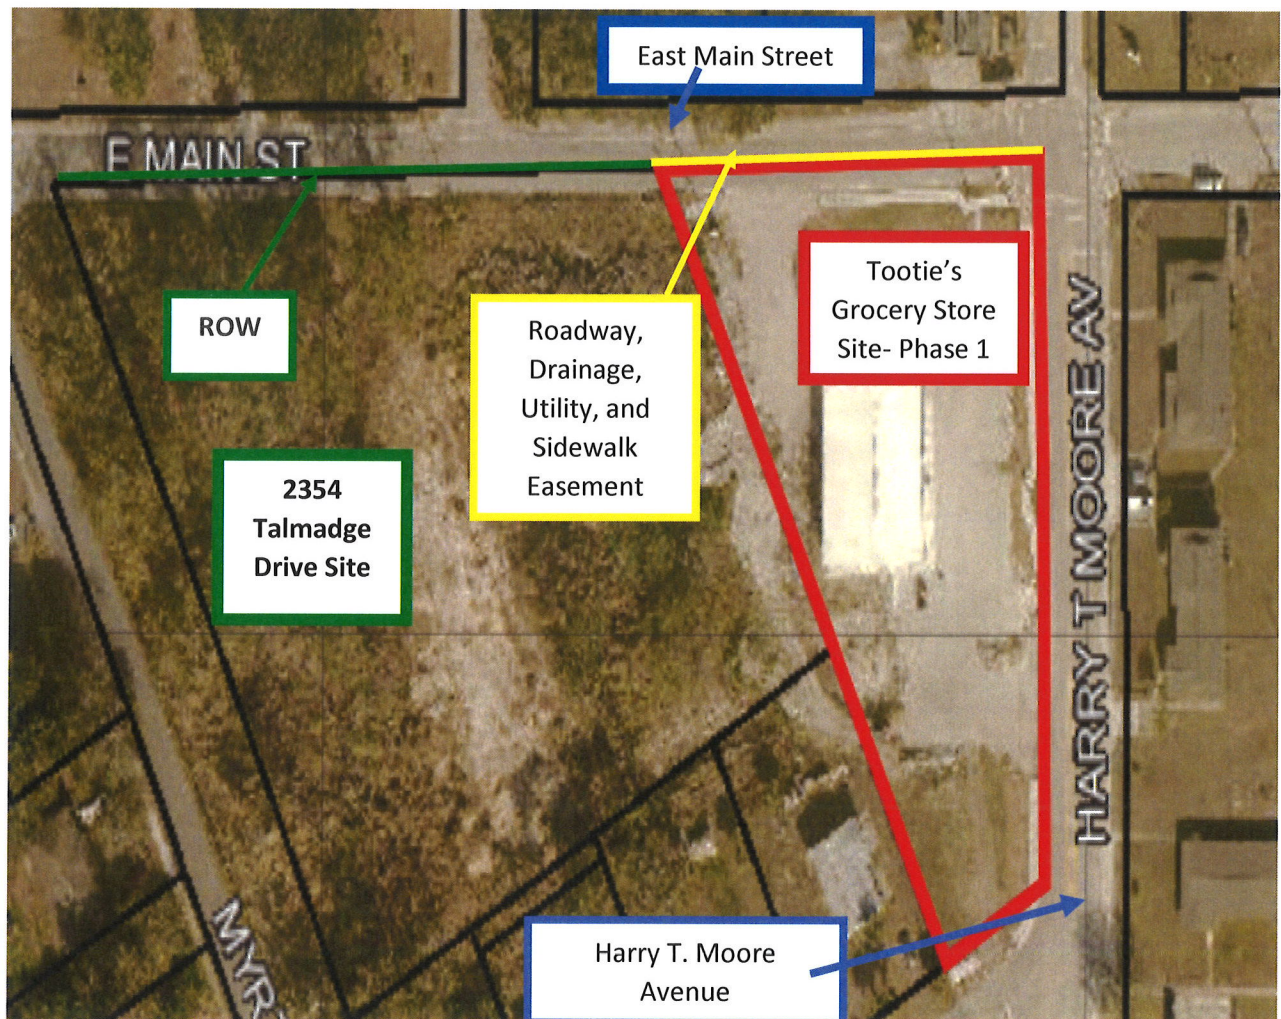 East Main Street
E MAIN ST
ROW
Roadway,
Drainage,
Utility, and
Sidewalk
Easement
Tootie’s
Grocery Store
Site- Phase 1
2354
Talmadge
Drive Site
HARRY T MOORE AV
Harry T. Moore
Avenue